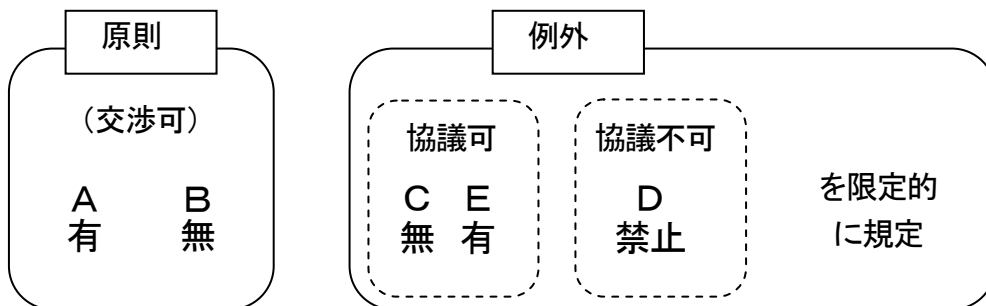 原則
(交渉可)
A B
有 無
例外
協議可
C E
無 有
協議不可
D
禁止
を限定的
に規定